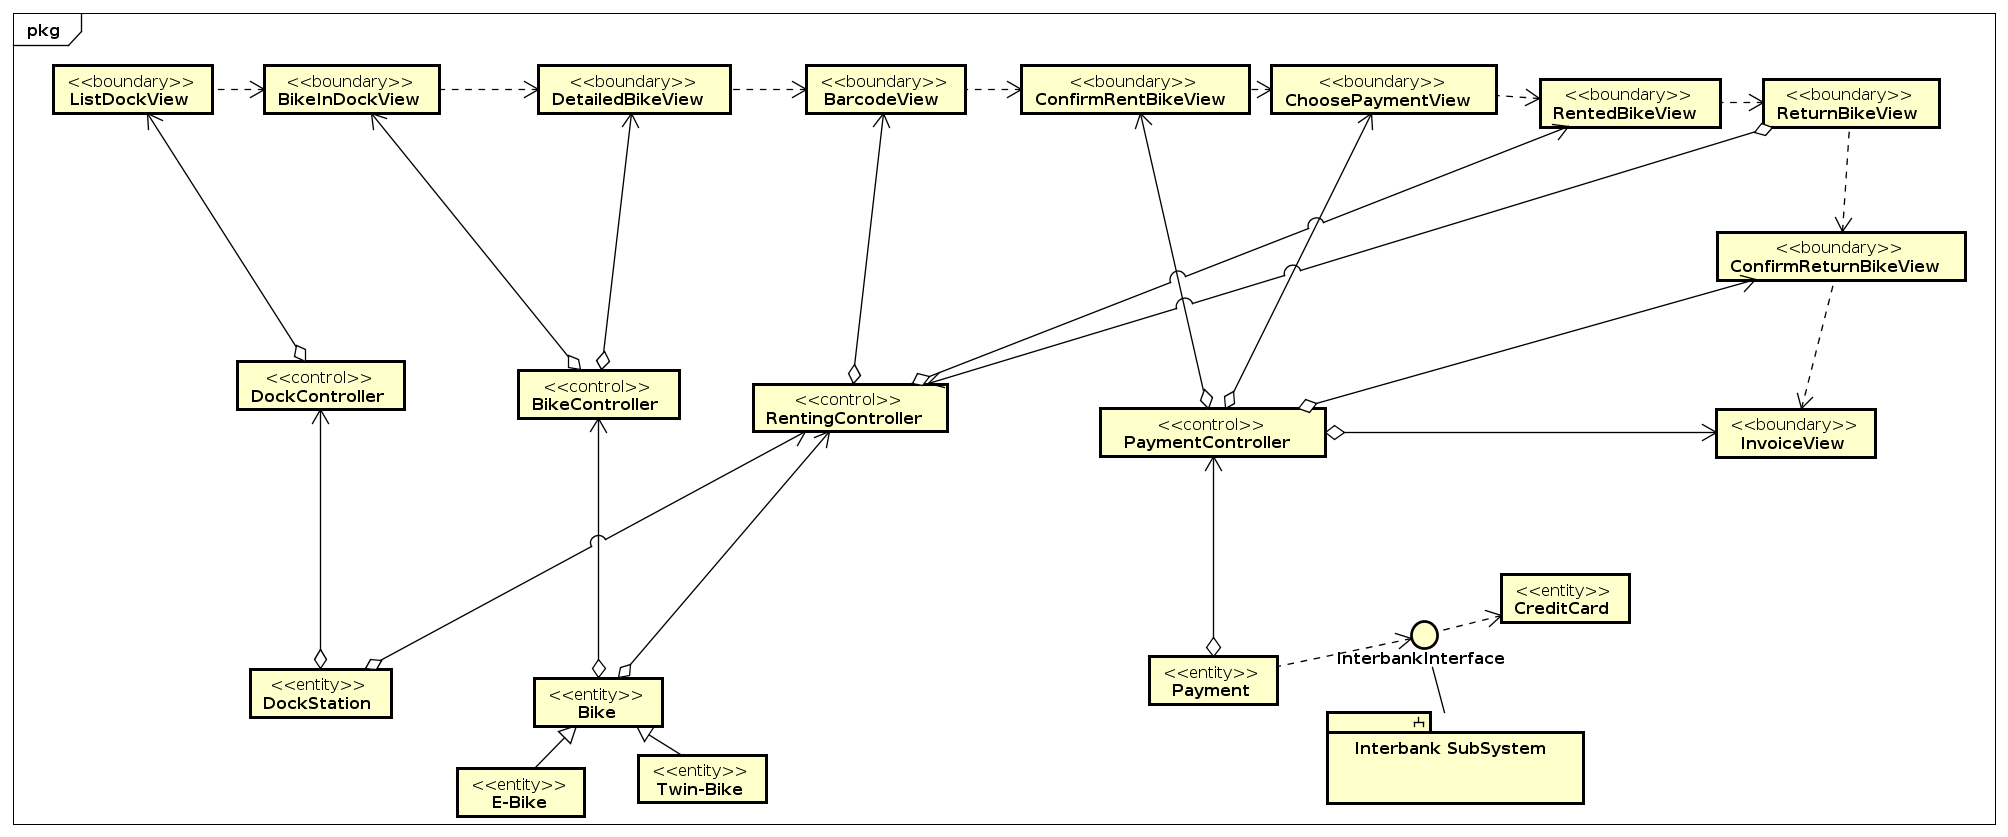 pkg
<<boundary>>
ListDockView
<<boundary>>
BikeInDockView
<<boundary>>
DetailedBikeView
<<boundary>>
BarcodeView
<<boundary>>
ConfirmRentBikeView
<<boundary>>
ChoosePaymentView
<<boundary>>
RentedBikeView
<<boundary>>
ReturnBikeView
<<boundary>>
ConfirmReturnBikeView
<<control>>
DockController
<<control>>
BikeController
<<control>>
RentingController
<<control>>
PaymentController
<<boundary>>
InvoiceView
<<entity>>
CreditCard
InterbankInterface
<<entity>>
DockStation
<<entity>>
Bike
<<entity>>
Payment
Interbank SubSystem
<<entity>>
E-Bike
<<entity>>
Twin-Bike